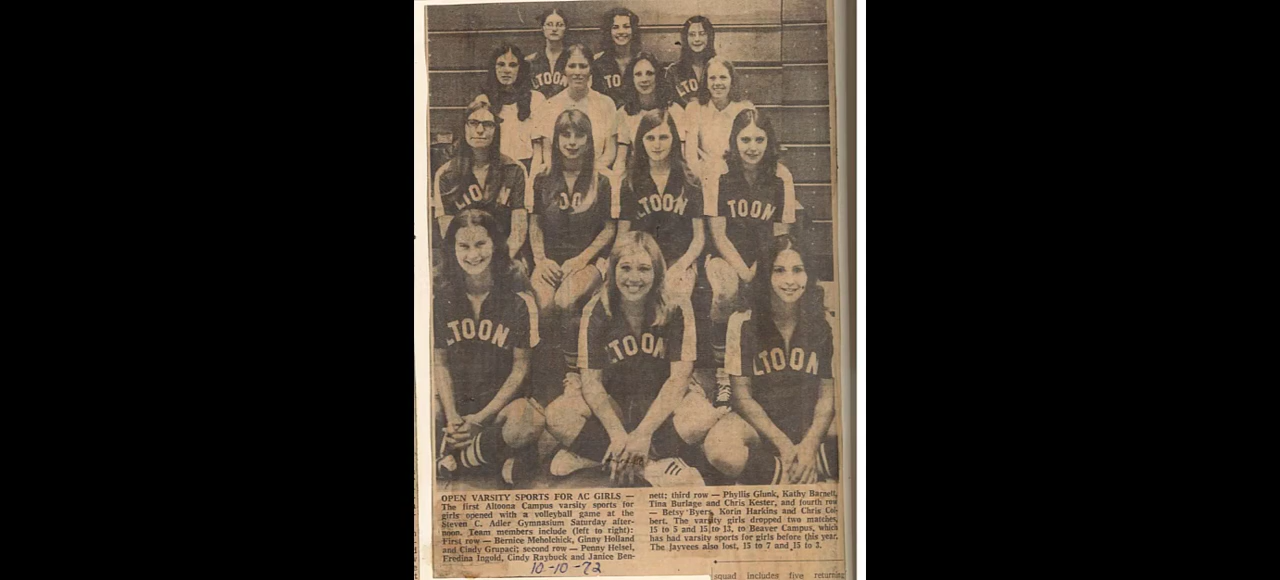 LTOON
TO
LTO
LTOON
OO
LTOON
TOON
LTOON
LTOON
LTOON
OPEN VARSITY SPORTS FOR AC GIRLS —
The first Altoona Campus varsity sports for
girls opened with a volleyball game at the
Steven C. Adler Gymnasium Saturday after-
noon. Team members include (left to right):
First row — Bernice Meholchick, Ginny Holland
and Cindy Grupaci; second row — Penny Heisel,
Fredina Ingold, Cindy Raybuck and Janice Ben-
nett; third row — Phyllis Glunk, Kathy Barnett,
Tina Burlage and Chris Kester, and fourth row
— Betsy Byers, Korin Harkins and Chris Col-
bert. The varsity girls dropped two matches,
15 to 5 and 15 to 13, to Beaver Campus, which
has had varsity sports for girls before this year.
The Jayvees also lost, 15 to 7 and 15 to 3.
10-10-72
squad includes five returning